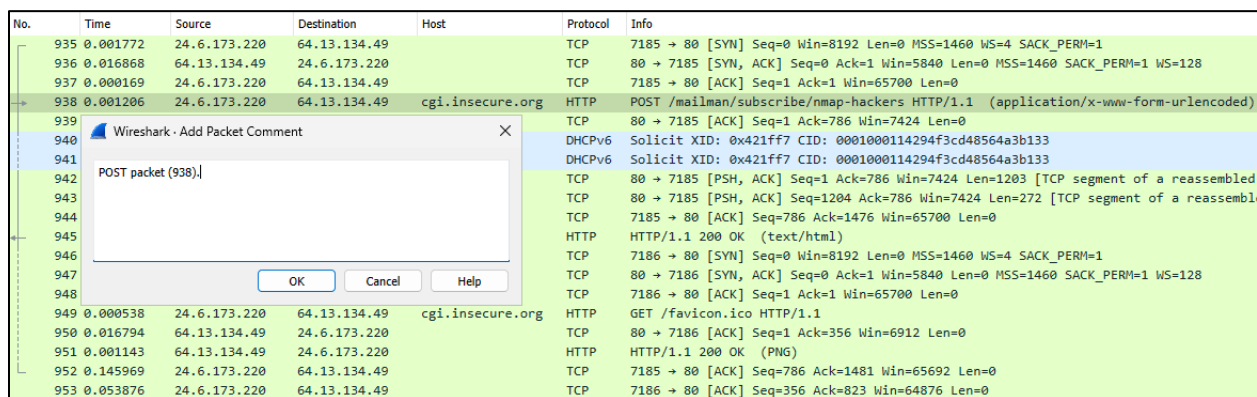 No. Time Source Destination Host Protocol Info
935 0.001772 24.6.173.220 64.13.134.49 TCP 7185 → 80 [SYN] Seq=0 Win=8192 Len=0 MSS=1460 WS=4 SACK_PERM=1
936 0.016868 64.13.134.49 24.6.173.220 TCP 80 → 7185 [SYN, ACK] Seq=0 Ack=1 Win=5840 Len=0 MSS=1460 SACK_PERM=1 WS=128
937 0.000169 24.6.173.220 64.13.134.49 TCP 7185 → 80 [ACK] Seq=1 Ack=1 Win=65700 Len=0
938 0.001206 24.6.173.220 64.13.134.49 cgi.insecure.org HTTP POST /mailman/subscribe/nmap-hackers HTTP/1.1 (application/x-www-form-urlencoded)
939 TCP 80 → 7185 [ACK] Seq=1 Ack=786 Win=7424 Len=0
Wireshark · Add Packet Comment
940 DHCPv6 Solicit XID: 0x421ff7 CID: 0001000114294f3cd48564a3b133
941 DHCPv6 Solicit XID: 0x421ff7 CID: 0001000114294f3cd48564a3b133
POST packet (938).
942 TCP 80 → 7185 [PSH, ACK] Seq=1 Ack=786 Win=7424 Len=1203 [TCP segment of a reassembled
943 TCP 80 → 7185 [PSH, ACK] Seq=1204 Ack=786 Win=7424 Len=272 [TCP segment of a reassemble
944 TCP 7185 → 80 [ACK] Seq=786 Ack=1476 Win=65700 Len=0
945 HTTP HTTP/1.1 200 OK (text/html)
946 TCP 7186 → 80 [SYN] Seq=0 Win=8192 Len=0 MSS=1460 WS=4 SACK_PERM=1
947 TCP 80 → 7186 [SYN, ACK] Seq=0 Ack=1 Win=5840 Len=0 MSS=1460 SACK_PERM=1 WS=128
OK Cancel Help
948 TCP 7186 → 80 [ACK] Seq=1 Ack=1 Win=65700 Len=0
949 0.000538 24.6.173.220 64.13.134.49 cgi.insecure.org HTTP GET /favicon.ico HTTP/1.1
950 0.016794 64.13.134.49 24.6.173.220 TCP 80 → 7186 [ACK] Seq=1 Ack=356 Win=6912 Len=0
951 0.001143 64.13.134.49 24.6.173.220 HTTP HTTP/1.1 200 OK (PNG)
952 0.145969 24.6.173.220 64.13.134.49 TCP 7185 → 80 [ACK] Seq=786 Ack=1481 Win=65692 Len=0
953 0.053876 24.6.173.220 64.13.134.49 TCP 7186 → 80 [ACK] Seq=356 Ack=823 Win=64876 Len=0